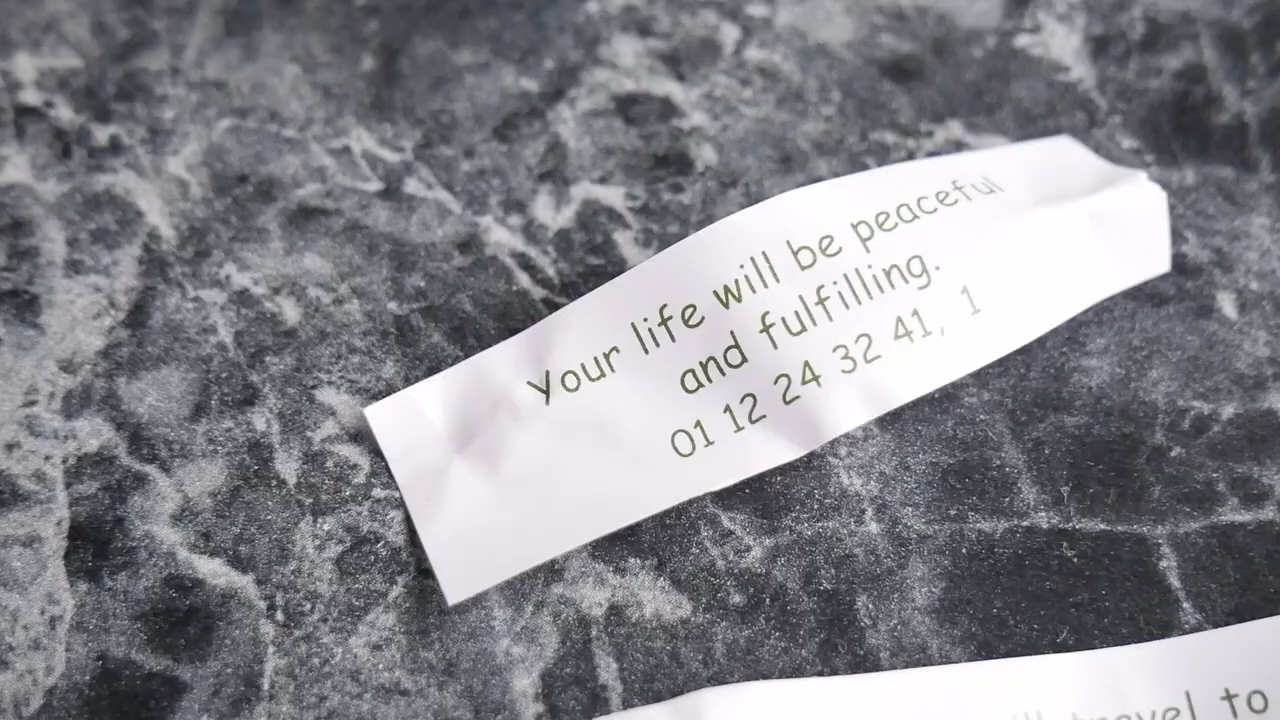 Your life will be peaceful
and fulfilling.
01 12 24 32 41, 1
travel to